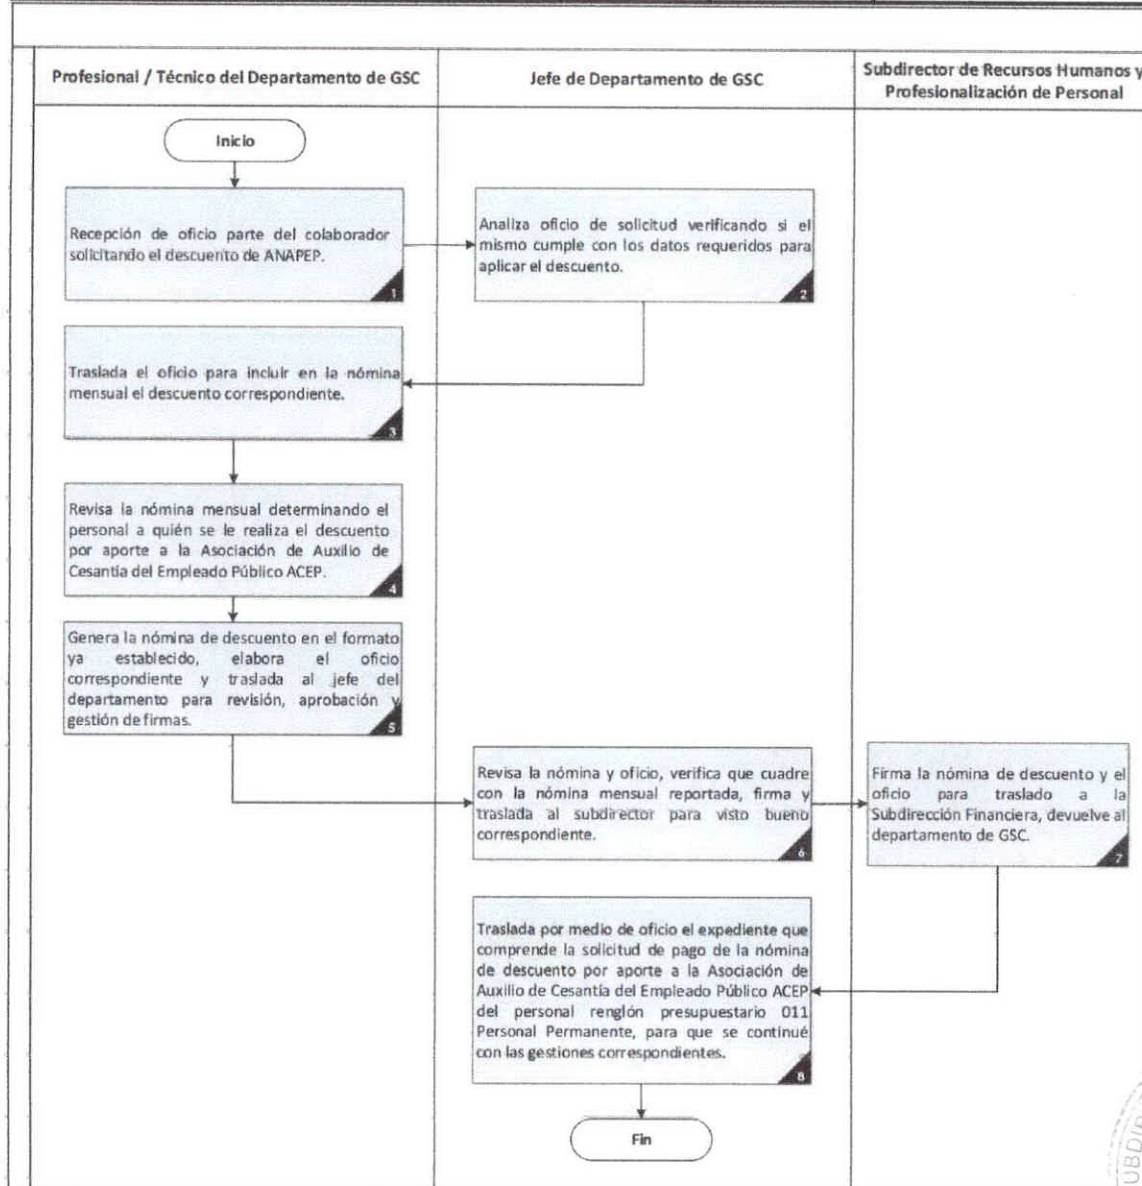 Profesional / Técnico del Departamento de GSC
Jefe de Departamento de GSC
Subdirector de Recursos Humanos y
Profesionalización de Personal
Inicio
Recepción de oficio parte del colaborador
solicitando el descuento de ANAPEP.
1
Analiza oficio de solicitud verificando si el
mismo cumple con los datos requeridos para
aplicar el descuento.
2
Traslada el oficio para incluir en la nómina
mensual el descuento correspondiente.
3
Revisa la nómina mensual determinando el
personal a quién se le realiza el descuento
por aporte a la Asociación de Auxilio de
Cesantía del Empleado Público ACEP.
4
Genera la nómina de descuento en el formato
ya establecido, elabora el oficio
correspondiente y traslada al jefe del
departamento para revisión, aprobación y
gestión de firmas.
5
Revisa la nómina y oficio, verifica que cuadre
con la nómina mensual reportada, firma y
traslada al subdirector para visto bueno
correspondiente.
6
Firma la nómina de descuento y el
oficio para traslado a la
Subdirección Financiera, devuelve al
departamento de GSC.
7
Traslada por medio de oficio el expediente que
comprende la solicitud de pago de la nómina
de descuento por aporte a la Asociación de
Auxilio de Cesantía del Empleado Público ACEP
del personal renglón presupuestario 011
Personal Permanente, para que se continué
con las gestiones correspondientes.
8
Fin